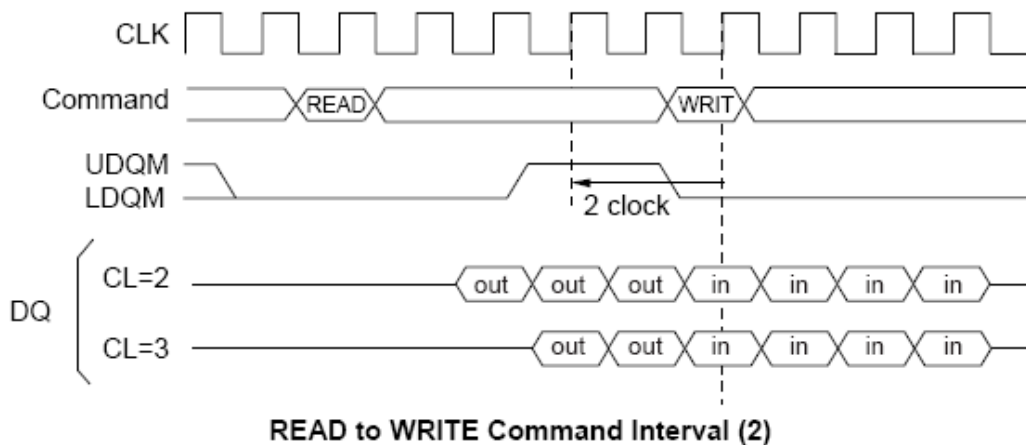 CLK
Command READ WRIT
UDQM
LDQM
2 clock
DQ
CL=2 out out out in in in in
CL=3 out out in in in in
READ to WRITE Command Interval (2)